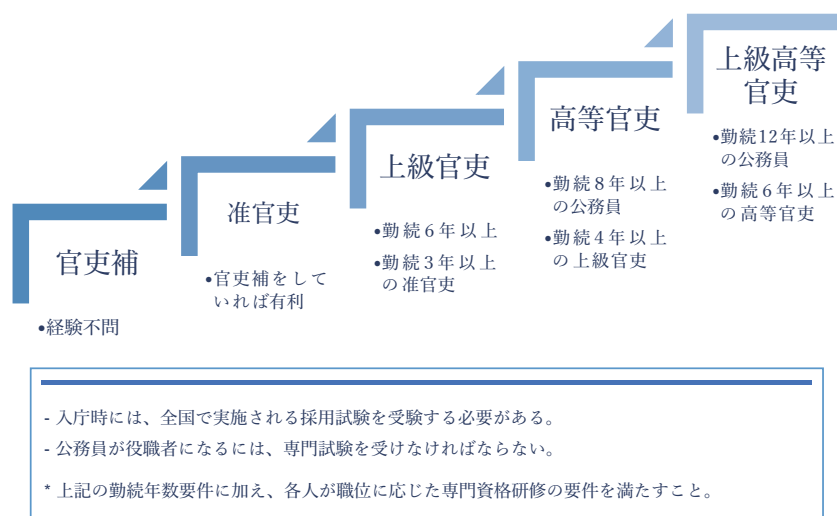 官吏補
•経験不問
准官吏
•官吏補をして
いれば有利
上級官吏
•勤続6年以上
•勤続3年以上
の准官吏
高等官吏
•勤続8年以上
の公務員
•勤続4年以上
の上級官吏
上級高等
官吏
•勤続12年以上
の公務員
•勤続6年以上
の高等官吏
- 入庁時には、全国で実施される採用試験を受験する必要がある。
- 公務員が役職者になるには、専門試験を受けなければならない。
* 上記の勤続年数要件に加え、各人が職位に応じた専門資格研修の要件を満たすこと。